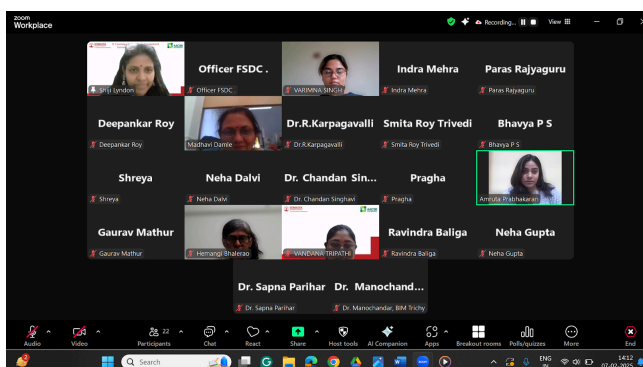 zoom
Workplace
Recording...
View
Shiji Lyndon
Officer FSDC .
Officer FSDC .
VARIMNA SINGH
Indra Mehra
Indra Mehra
Paras Rajyaguru
Paras Rajyaguru
Deepankar Roy
Deepankar Roy
Madhavi Damle
Dr.R.Karpagavalli
Dr.R.Karpagavalli
Smita Roy Trivedi
Smita Roy Trivedi
Bhavya P S
Bhavya P S
Shreya
Shreya
Neha Dalvi
Neha Dalvi
Dr. Chandan Sin...
Dr. Chandan Singhavi
Pragha
Pragha
Amruta Prabhakaran
Gaurav Mathur
Gaurav Mathur
Hemangi Bhalerao
VANDANA TRIPATHI
Ravindra Baliga
Ravindra Baliga
Neha Gupta
Neha Gupta
Dr. Sapna Parihar
Dr. Sapna Parihar
Dr. Manochand...
Dr. Manochandar, BIM Trichy
Audio
Video
22
Participants
Chat
React
Share
Host tools
AI Companion
Apps
Breakout rooms
Polls/quizzes
More
End
Search
ENG
IN
14:12
07-02-2025